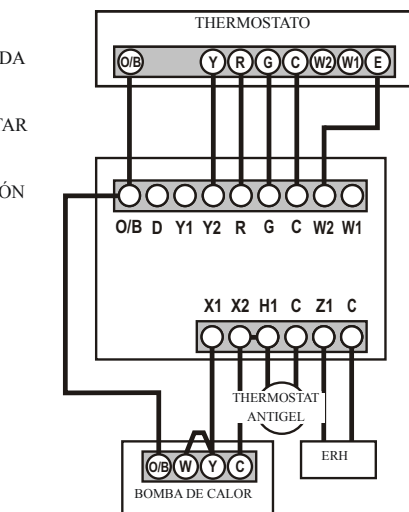 THERMOSTATO
DA
O/B Y R G C W2 W1 E
TAR
ÓN
O/B D Y1 Y2 R G C W2 W1
X1 X2 H1 C Z1 C
THERMOSTAT
ANTIGEL
ERH
O/B W Y C
BOMBA DE CALOR